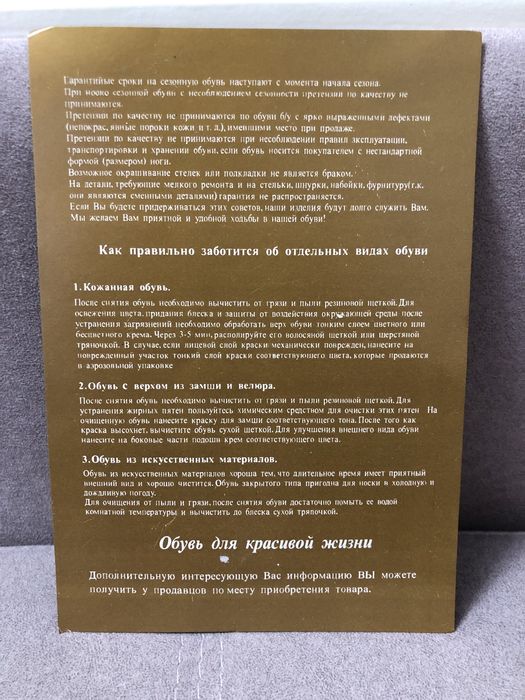 Гарантийые сроки на сезонную обувь наступают с момента начала сезона.
При носке сезонной обуви с несоблюдением сезонности претензии по качеству не
принимаются.
Претензии по качеству не принимаются по обуви б/у с ярко выраженными дефектами
(непокрас, явные пороки кожи и т. д.), имевшими место при продаже.
Претензии по качеству не принимаются при несоблюдении правил эксплуатации,
транспортировки и хранении обуви, если обувь носится покупателем с нестандартной
формой (размером) ноги.
Возможное окрашивание стелек или подкладки не является браком.
На детали, требующие мелкого ремонта и на стельки, шнурки, набойки, фурнитуру(т.к.
они являются сменными деталями) гарантия не распространяется.
Если Вы будете придерживаться этих советов, наши изделия будут долго служить Вам.
Мы желаем Вам приятной и удобной ходьбы в нашей обуви!
Как правильно заботится об отдельных видах обуви
1.Кожанная обувь.
После снятия обувь необходимо вычистить от грязи и пыли резиновой щеткой. Для
освежения цвета, придания блеска и защиты от воздействия окружающей среды после
устранения загрязнений необходимо обработать верх обуви тонким слоем цветного или
бесцветного крема. Через 3-5 мин, располируйте его волосяной щеткой или шерстяной
тряпочкой. В случае, если лицевой слой краски механически поврежден, нанесите на
поврежденный участок тонкий слой краски соответствующего цвета, которые продаются
в аэрозольной упаковке
2.Обувь с верхом из замши и велюра.
После снятия обувь необходимо вычистить от грязи и пыли резиновой щеткой. Для
устранения жирных пятен пользуйтесь химическим средством для очистки этих пятен На
очищенную обувь нанесите краску для замши соответствующего тона. После того как
краска высохнет, вычистите обувь сухой щеткой. Для улучшения внешнего вида обуви
нанесите на боковые части подошв крем соответствующего цвета.
3.Обувь из искусственных материалов.
Обувь из искусственных материалов хороша тем, что длительное время имеет приятный
внешний вид и хорошо чистится. Обувь закрытого типа пригодна для носки в холодную и
дождливую погоду.
Для очищения от пыли и грязи, после снятия обуви достаточно помыть ее водой
комнатной температуры и вычистить до блеска сухой тряпочкой.
Обувь для красивой жизни
Дополнительную интересующую Вас информацию ВЫ можете
получить у продавцов по месту приобретения товара.